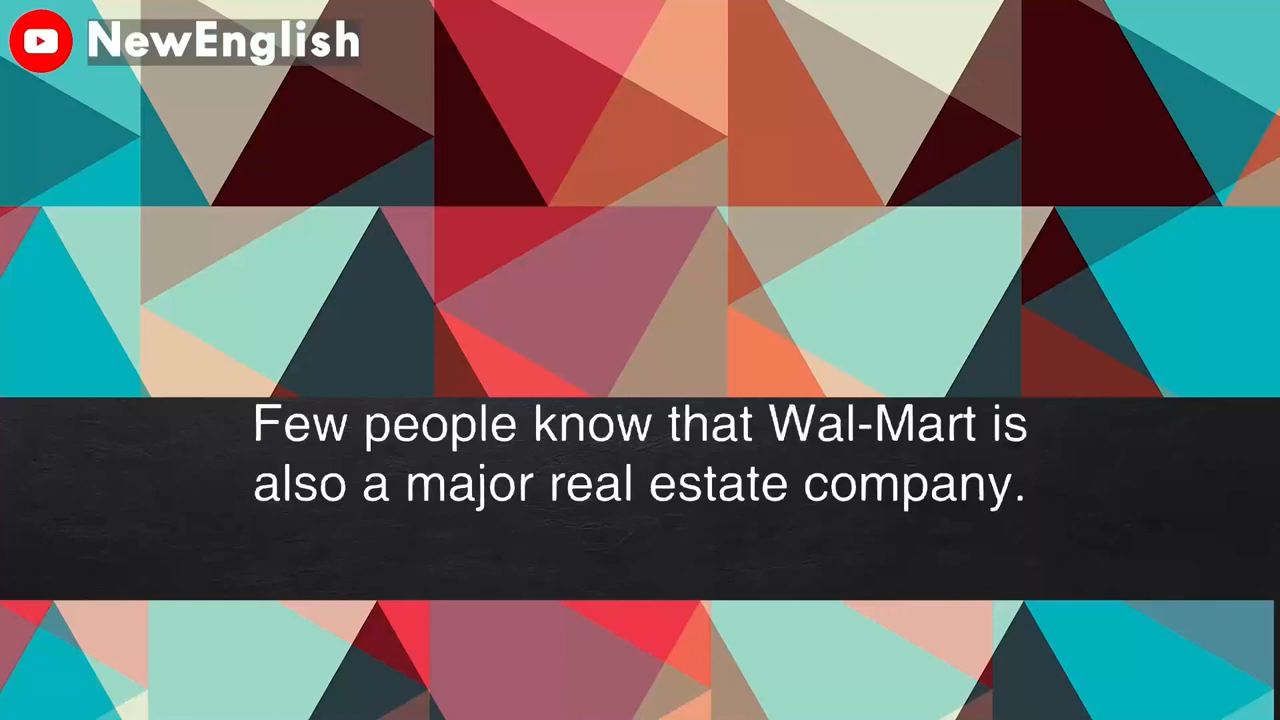 NewEnglish
Few people know that Wal-Mart is
also a major real estate company.